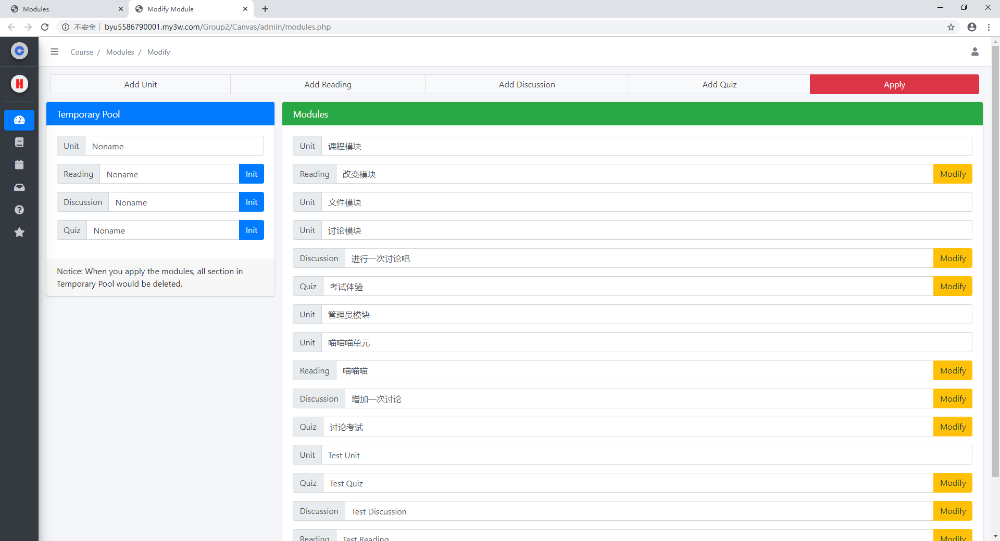 Modules
Modify Module
不安全 byu5586790001.my3w.com/Group2/Canvas/admin/modules.php
Course / Modules / Modify
Add Unit Add Reading Add Discussion Add Quiz Apply
Temporary Pool
Unit Noname
Reading Noname Init
Discussion Noname Init
Quiz Noname Init
Notice: When you apply the modules, all section in
Temporary Pool would be deleted.
Modules
Unit 课程模块
Reading 改变模块 Modify
Unit 文件模块
Unit 讨论模块
Discussion 进行一次讨论吧 Modify
Quiz 考试体验 Modify
Unit 管理员模块
Unit 喵喵喵单元
Reading 喵喵喵 Modify
Discussion 增加一次讨论 Modify
Quiz 讨论考试 Modify
Unit Test Unit
Quiz Test Quiz Modify
Discussion Test Discussion Modify
Reading Test Reading Modify